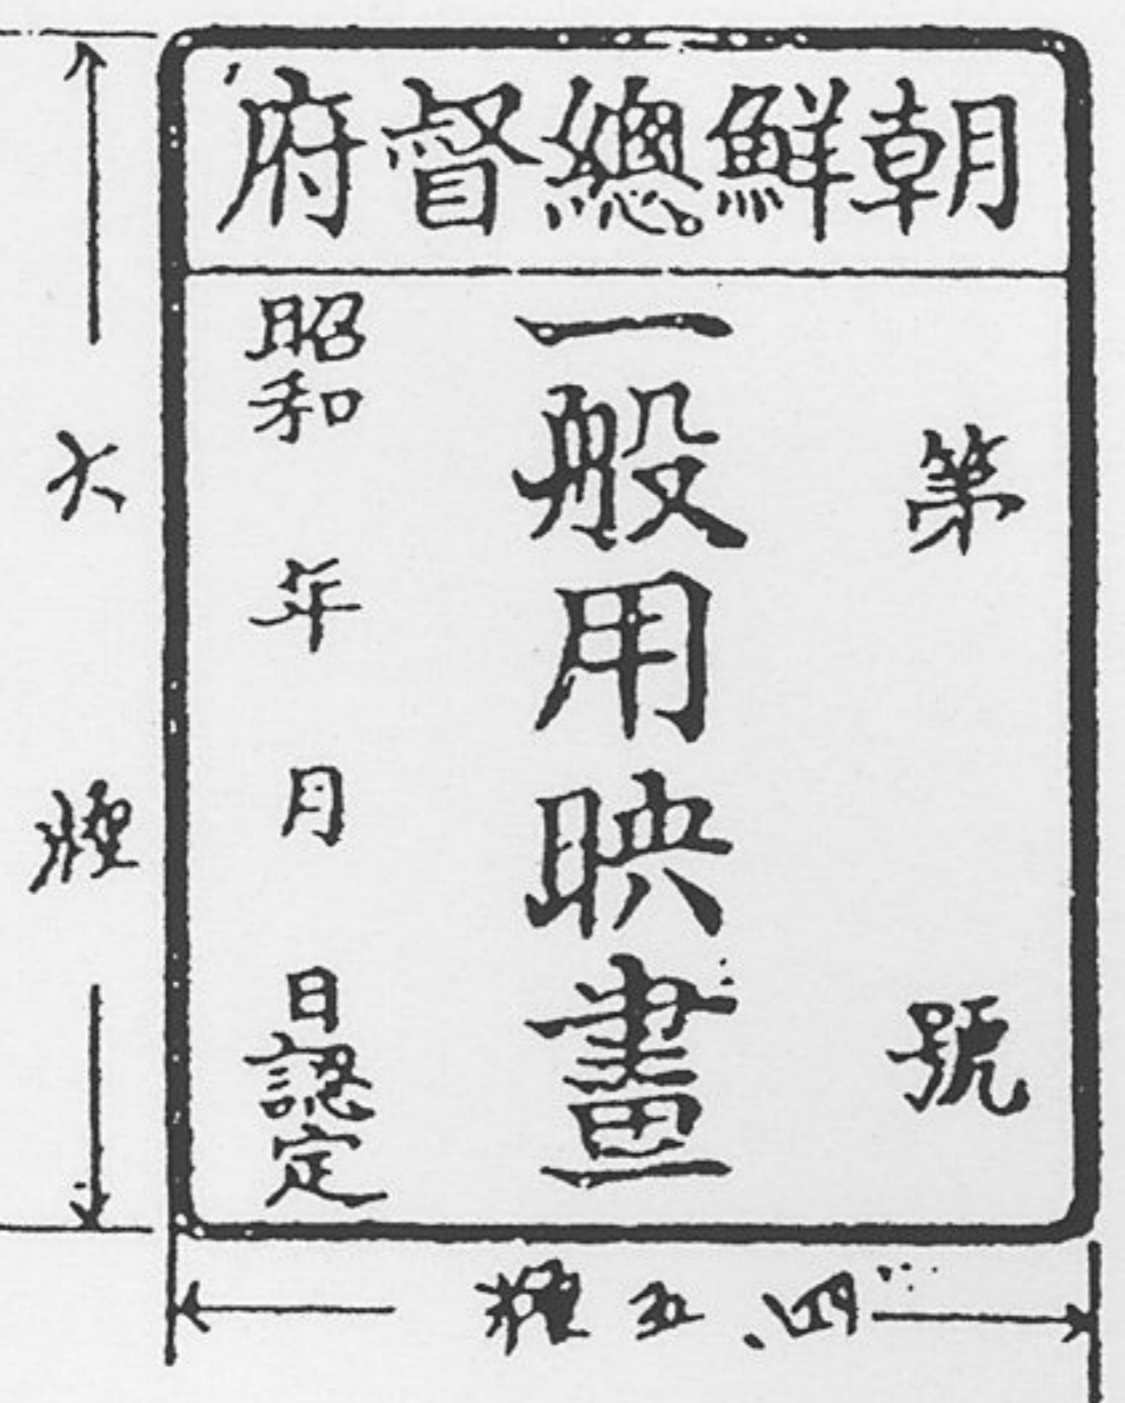 朝鮮總督府
第 號
一般用映畫
昭和 年 月 日認定
六糎
四、五糎